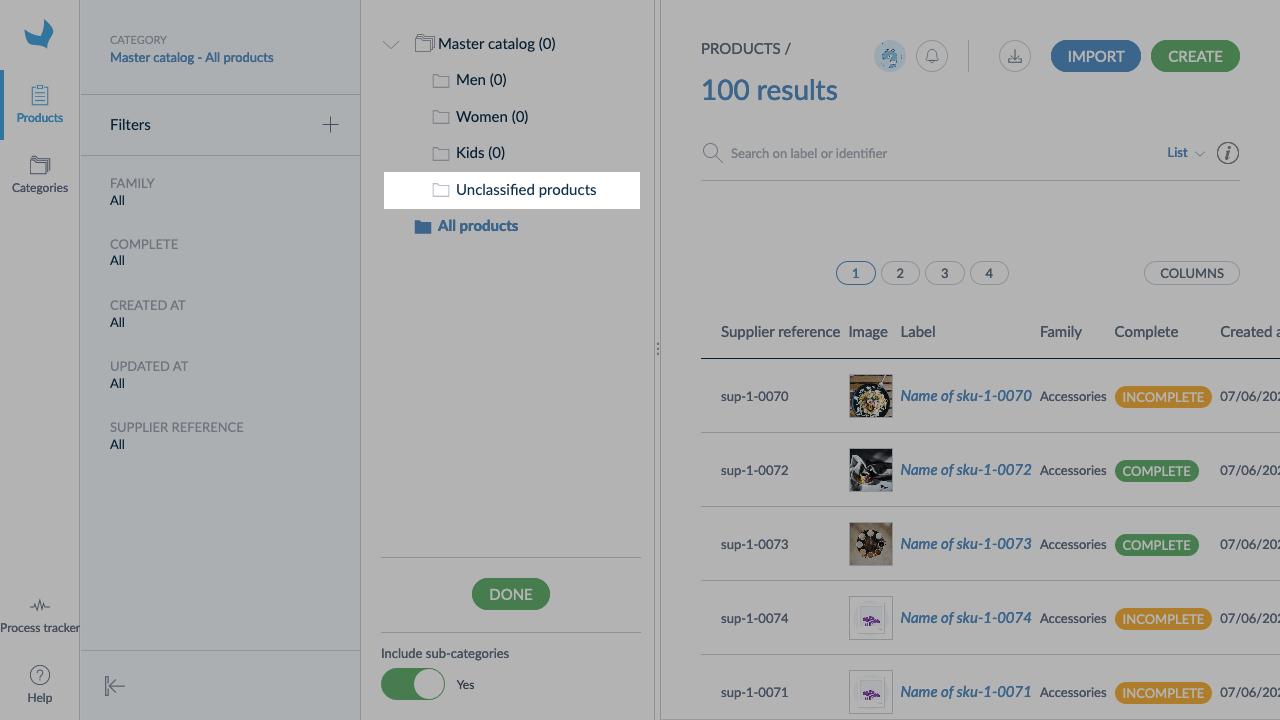 CATEGORY
Master catalog - All products
Products
Categories
Process tracker
Help
Filters
FAMILY
All
COMPLETE
All
CREATED AT
All
UPDATED AT
All
SUPPLIER REFERENCE
All
Master catalog (0)
Men (0)
Women (0)
Kids (0)
Unclassified products
All products
DONE
Include sub-categories
Yes
PRODUCTS /
IMPORT
CREATE
100 results
Search on label or identifier
List
1 2 3 4
COLUMNS
Supplier reference Image Label Family Complete Created a
sup-1-0070 Name of sku-1-0070 Accessories INCOMPLETE 07/06/202
sup-1-0072 Name of sku-1-0072 Accessories COMPLETE 07/06/202
sup-1-0073 Name of sku-1-0073 Accessories COMPLETE 07/06/202
sup-1-0074 Name of sku-1-0074 Accessories INCOMPLETE 07/06/202
sup-1-0071 Name of sku-1-0071 Accessories INCOMPLETE 07/06/202